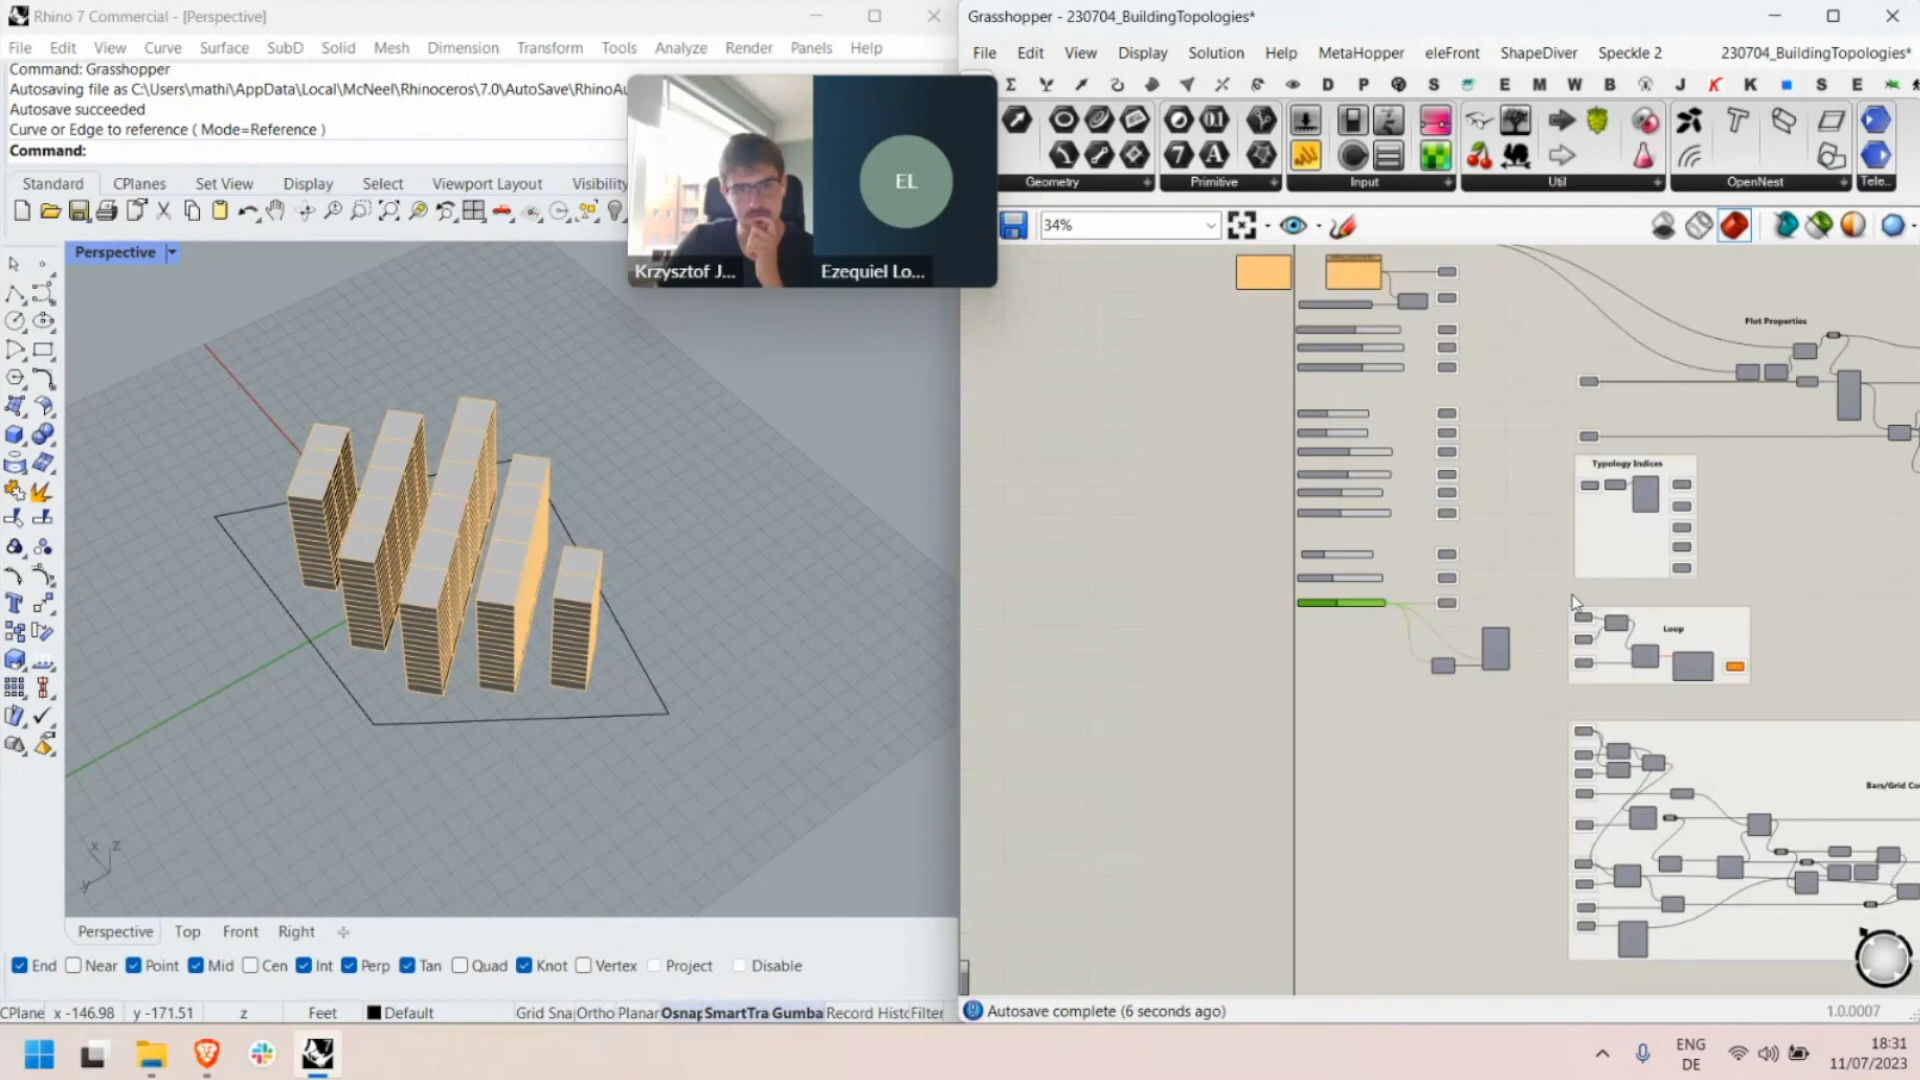 Rhino 7 Commercial - [Perspective]
File Edit View Curve Surface SubD Solid Mesh Dimension Transform Tools Analyze Render Panels Help
Command: Grasshopper
Autosaving file as C:\Users\mathi\AppData\Local\McNeel\Rhinoceros\7.0\AutoSave\RhinoAu
Autosave succeeded
Curve or Edge to reference ( Mode=Reference )
Command:
Standard CPlanes Set View Display Select Viewport Layout Visibility
Perspective
Krzysztof J...
EL
Ezequiel Lo...
x z
y
Perspective Top Front Right
End Near Point Mid Cen Int Perp Tan Quad Knot Vertex Project Disable
CPlane x -146.98 y -171.51 z Feet Default Grid Sna Ortho Planar Osnap SmartTra Gumba Record Histo Filter
Grasshopper - 230704_BuildingTopologies*
File Edit View Display Solution Help MetaHopper eleFront ShapeDiver Speckle 2 230704_BuildingTopologies*
D P S E M W B J K K S E
Geometry Primitive Input Util OpenNest Tele...
34%
Plot Properties
Typology Indices
Loop
Bars/Grid Co
Autosave complete (6 seconds ago)
1.0.0007
ENG
DE
18:31
11/07/2023